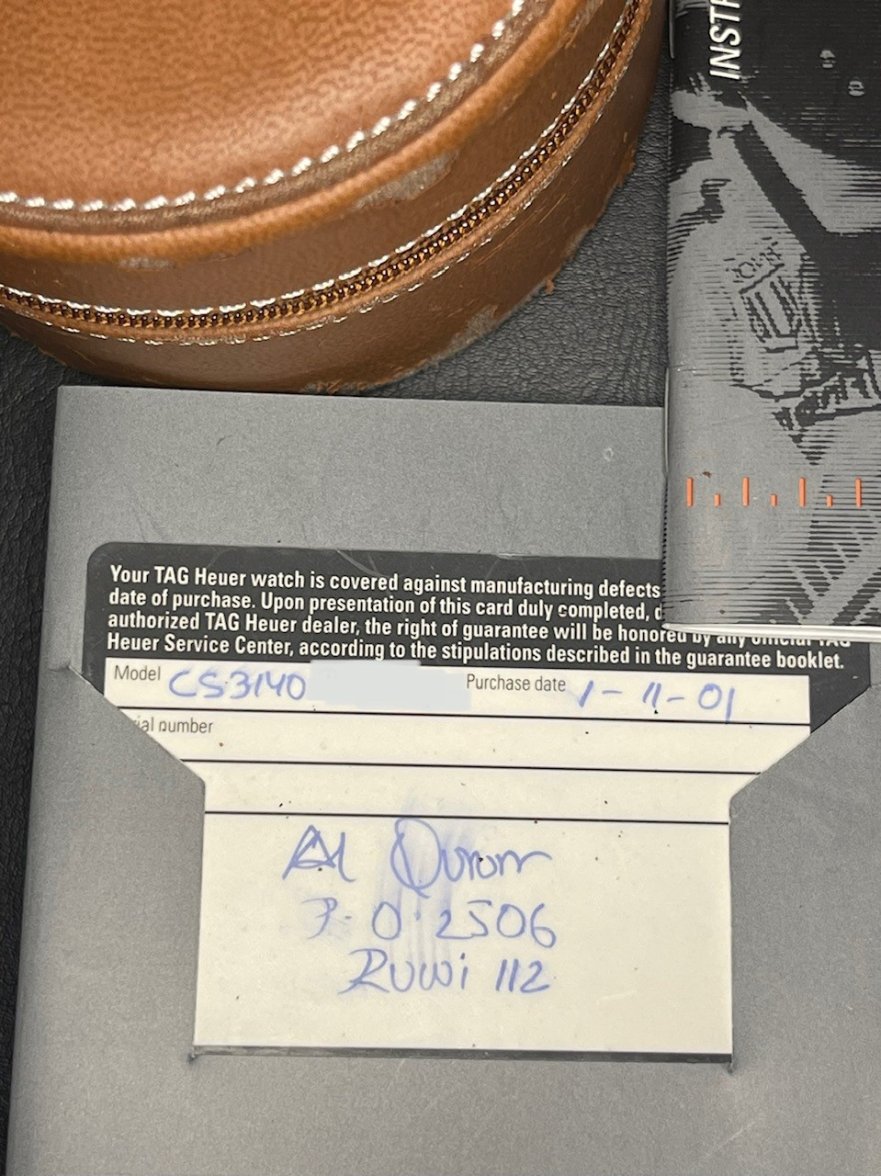 INSTR
Your TAG Heuer watch is covered against manufacturing defects
date of purchase. Upon presentation of this card duly completed, d
authorized TAG Heuer dealer, the right of guarantee will be honored by any official TAG
Heuer Service Center, according to the stipulations described in the guarantee booklet.
Model CS3140 Purchase date 1-11-01
ial number
Al
P.O. 2506
Ruwi 112